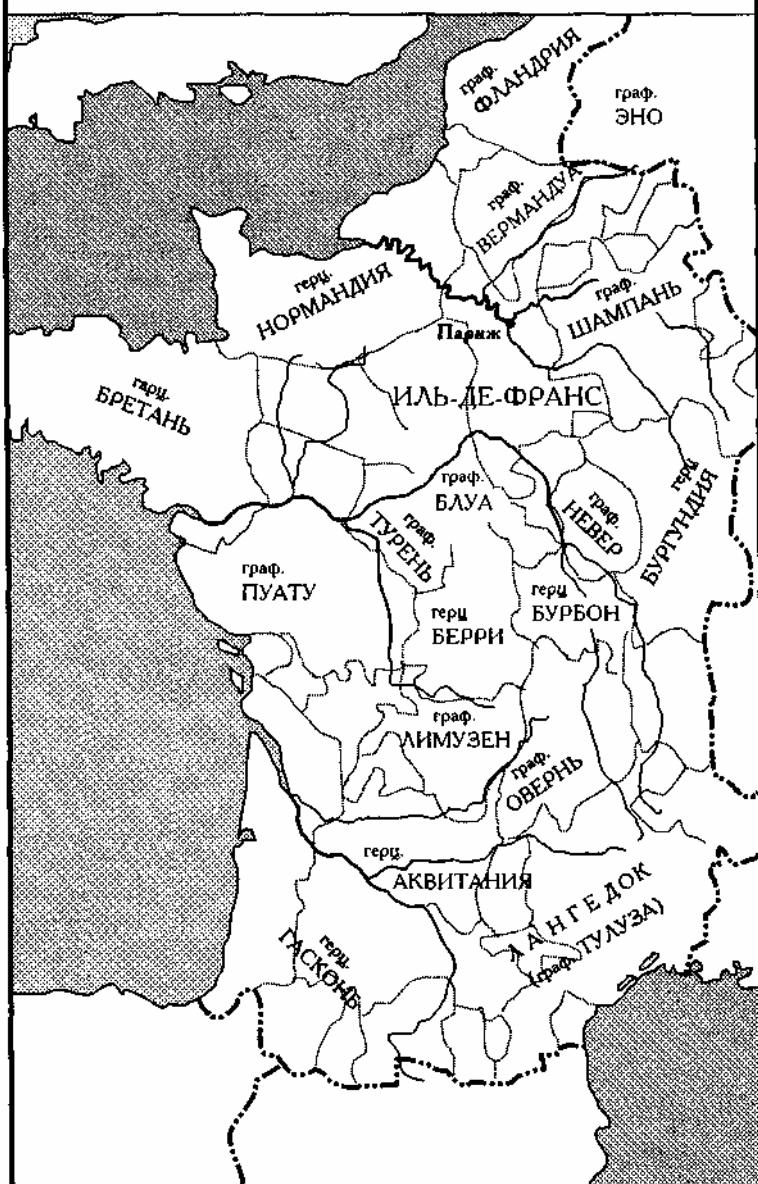 граф.
ФЛАНДРИЯ
граф.
ЭНО
граф.
ВЕРМАНДУА
герц.
НОРМАНДИЯ
граф.
ШАМПАНЬ
Париж
гарц.
БРЕТАНЬ
ИЛЬ-ДЕ-ФРАНС
граф.
БЛУА
граф.
ТУРЕНЬ
граф.
НЕВЕР
герц
БУРГУНДИЯ
граф.
ПУАТУ
герц
БЕРРИ
герц
БУРБОН
граф.
ЛИМУЗЕН
граф.
ОВЕРНЬ
герц.
АКВИТАНИЯ
ЛАНГЕДОК
(граф. ТУЛУЗА)
герц.
ГАСКОНЬ